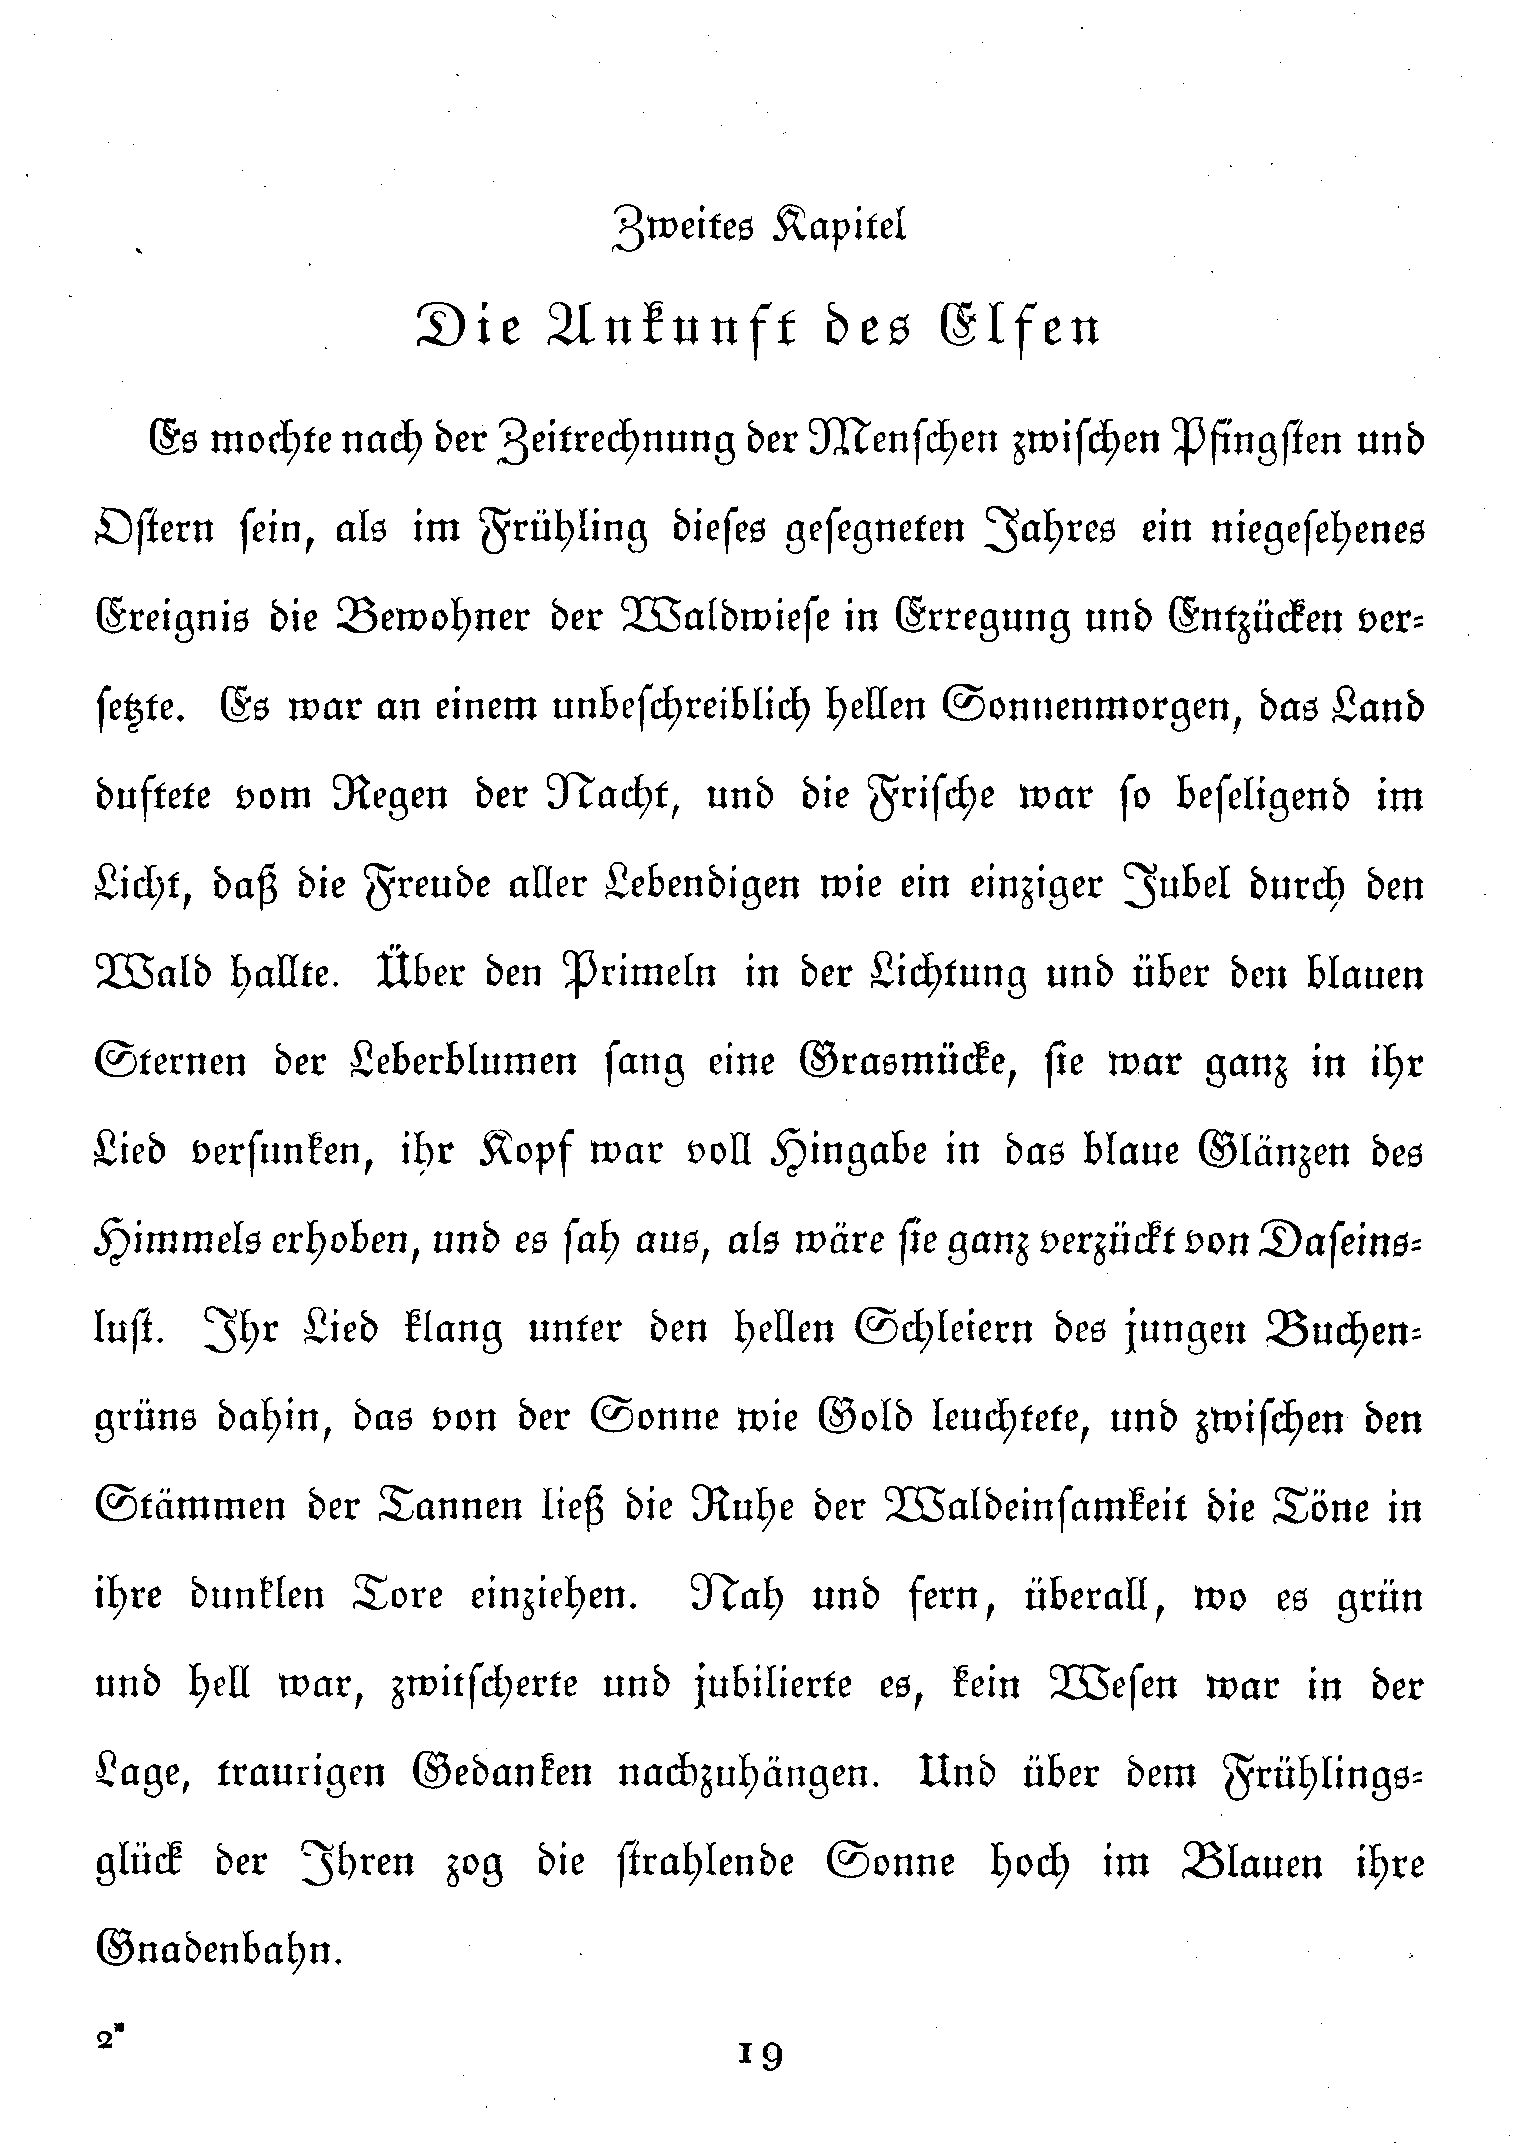 Zweites Kapitel
Die Ankunft des Elfen
Es mochte nach der Zeitrechnung der Menschen zwischen Pfingsten und
Ostern sein, als im Frühling dieses gesegneten Jahres ein niegesehenes
Ereignis die Bewohner der Waldwiese in Erregung und Entzücken ver-
setzte. Es war an einem unbeschreiblich hellen Sonnenmorgen, das Land
duftete vom Regen der Nacht, und die Frische war so beseligend im
Licht, daß die Freude aller Lebendigen wie ein einziger Jubel durch den
Wald hallte. Über den Primeln in der Lichtung und über den blauen
Sternen der Leberblumen sang eine Grasmücke, sie war ganz in ihr
Lied versunken, ihr Kopf war voll Hingabe in das blaue Glänzen des
Himmels erhoben, und es sah aus, als wäre sie ganz verzückt von Daseins-
lust. Ihr Lied klang unter den hellen Schleiern des jungen Buchen-
grüns dahin, das von der Sonne wie Gold leuchtete, und zwischen den
Stämmen der Tannen ließ die Ruhe der Waldeinsamkeit die Töne in
ihre dunklen Tore einziehen. Nah und fern, überall, wo es grün
und hell war, zwitscherte und jubilierte es, kein Wesen war in der
Lage, traurigen Gedanken nachzuhängen. Und über dem Frühlings-
glück der Ihren zog die strahlende Sonne hoch im Blauen ihre
Gnadenbahn.
2*
19